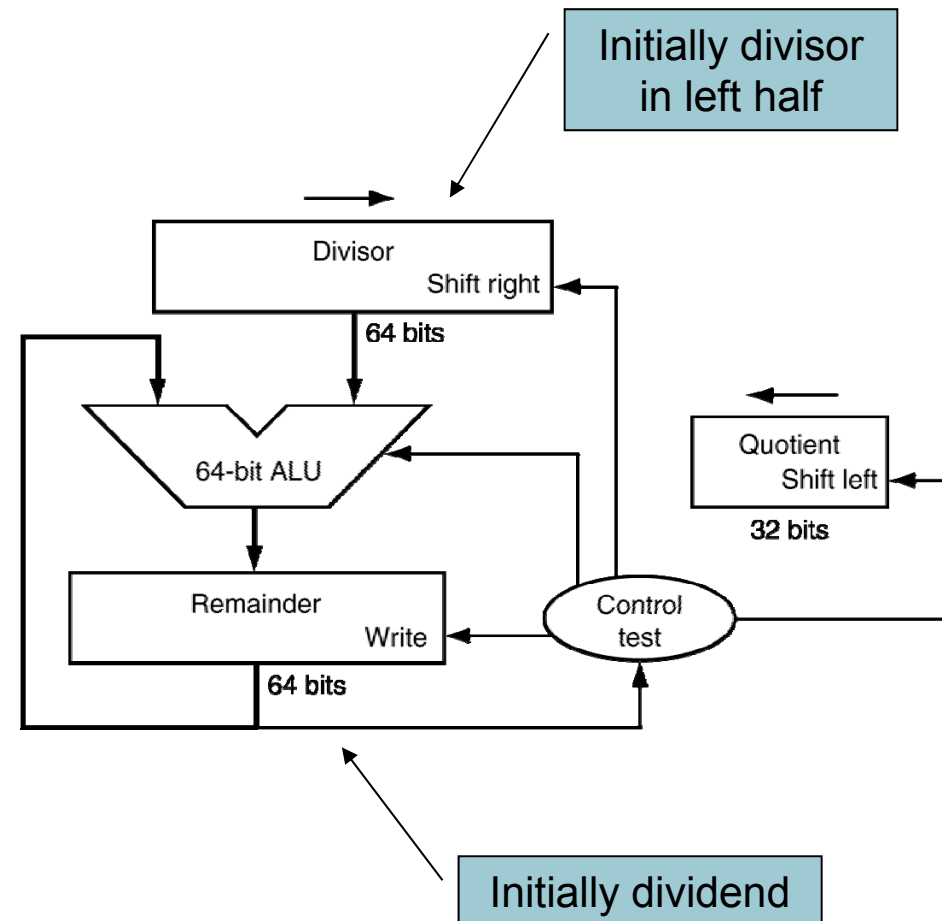 Initially divisor
in left half
Divisor
Shift right
64 bits
64-bit ALU
Quotient
Shift left
32 bits
Remainder
Write
Control
test
64 bits
Initially dividend